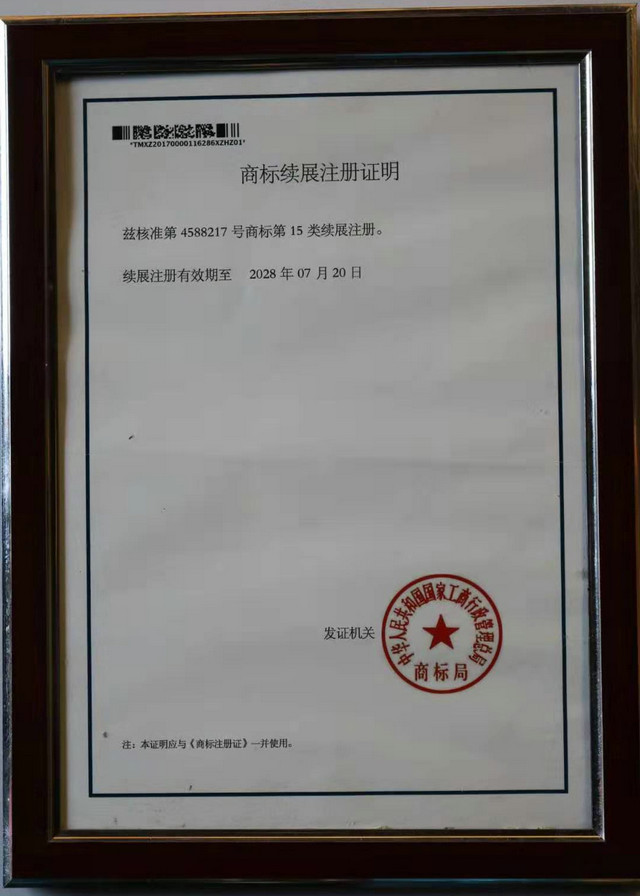 *TMXZ20170000116286XZHZ01*
商标续展注册证明
兹核准第 4588217 号商标第 15 类续展注册。
续展注册有效期至 2028 年 07 月 20 日
发证机关
中华人民共和国国家工商行政管理总局
商标局
注：本证明应与《商标注册证》一并使用。